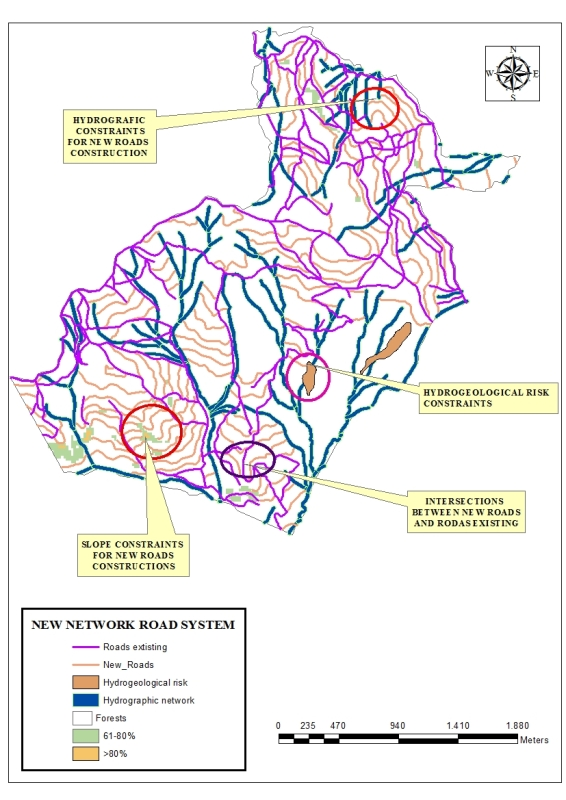 N
W E
S
HYDROGRAFIC
CONSTRAINTS
FOR NEW ROADS
CONSTRUCTION
HYDROGEOLOGICAL RISK
CONSTRAINTS
INTERSECTIONS
BETWEEN NEW ROADS
AND RODAS EXISTING
SLOPE CONSTRAINTS
FOR NEW ROADS
CONSTRUCTIONS
NEW NETWORK ROAD SYSTEM
Roads extisting
New_Roads
Hydrogeological risk
Hydrographic network
Forests
61-80%
>80%
0 235 470 940 1.410 1.880
Meters